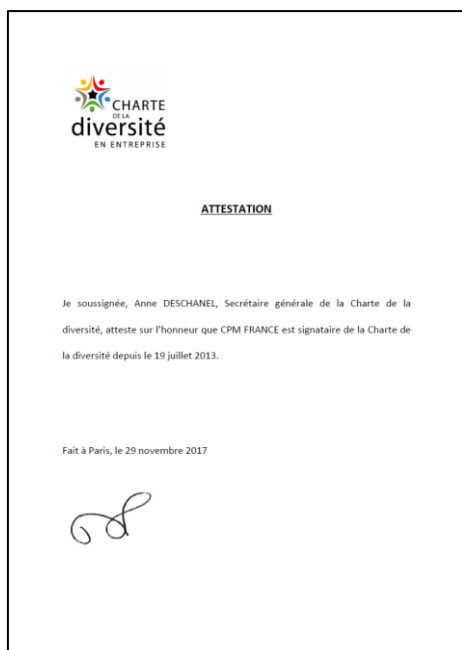 CHARTE
DE LA
diversité
EN ENTREPRISE
ATTESTATION
Je soussignée, Anne DESCHANEL, Secrétaire générale de la Charte de la
diversité, atteste sur l'honneur que CPM FRANCE est signataire de la Charte de
la diversité depuis le 19 juillet 2013.
Fait à Paris, le 29 novembre 2017